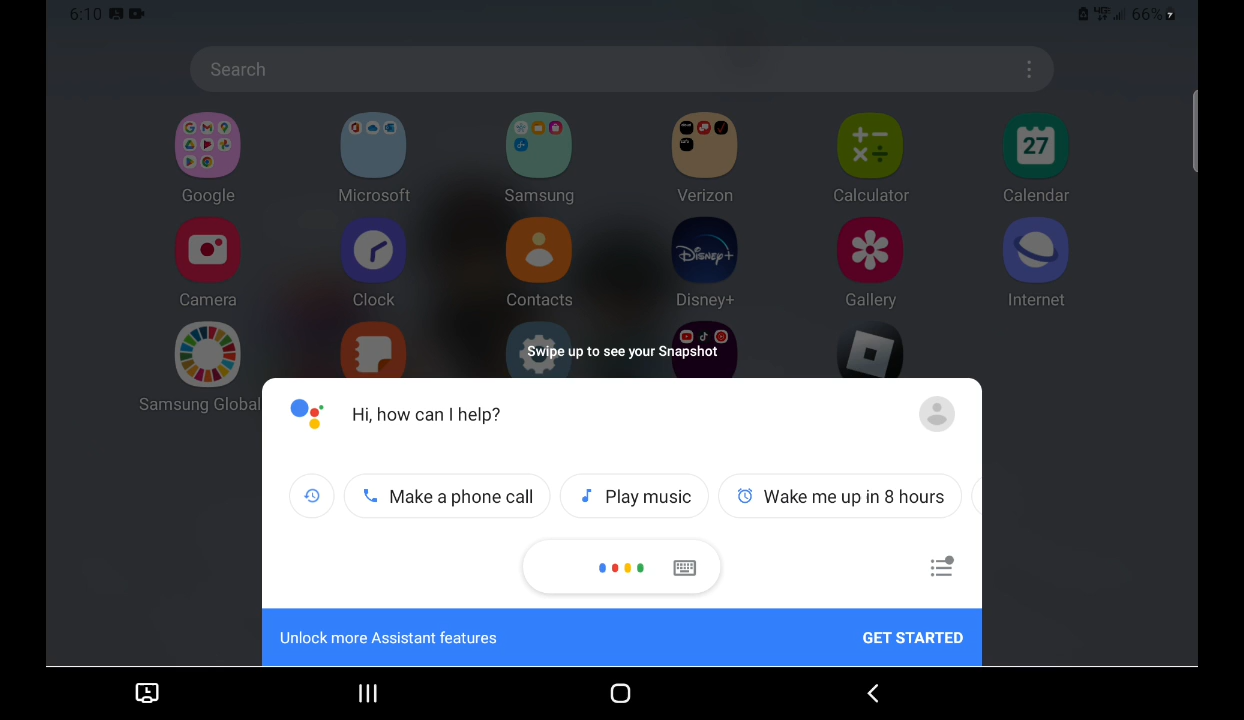 6:10
4GE 66%
Search
Google
Microsoft
Samsung
Verizon
Calculator
27
Calendar
Camera
Clock
Contacts
Disney+
Disney+
Gallery
Internet
Swipe up to see your Snapshot
Samsung Global
Hi, how can I help?
Make a phone call
Play music
Wake me up in 8 hours
Unlock more Assistant features
GET STARTED